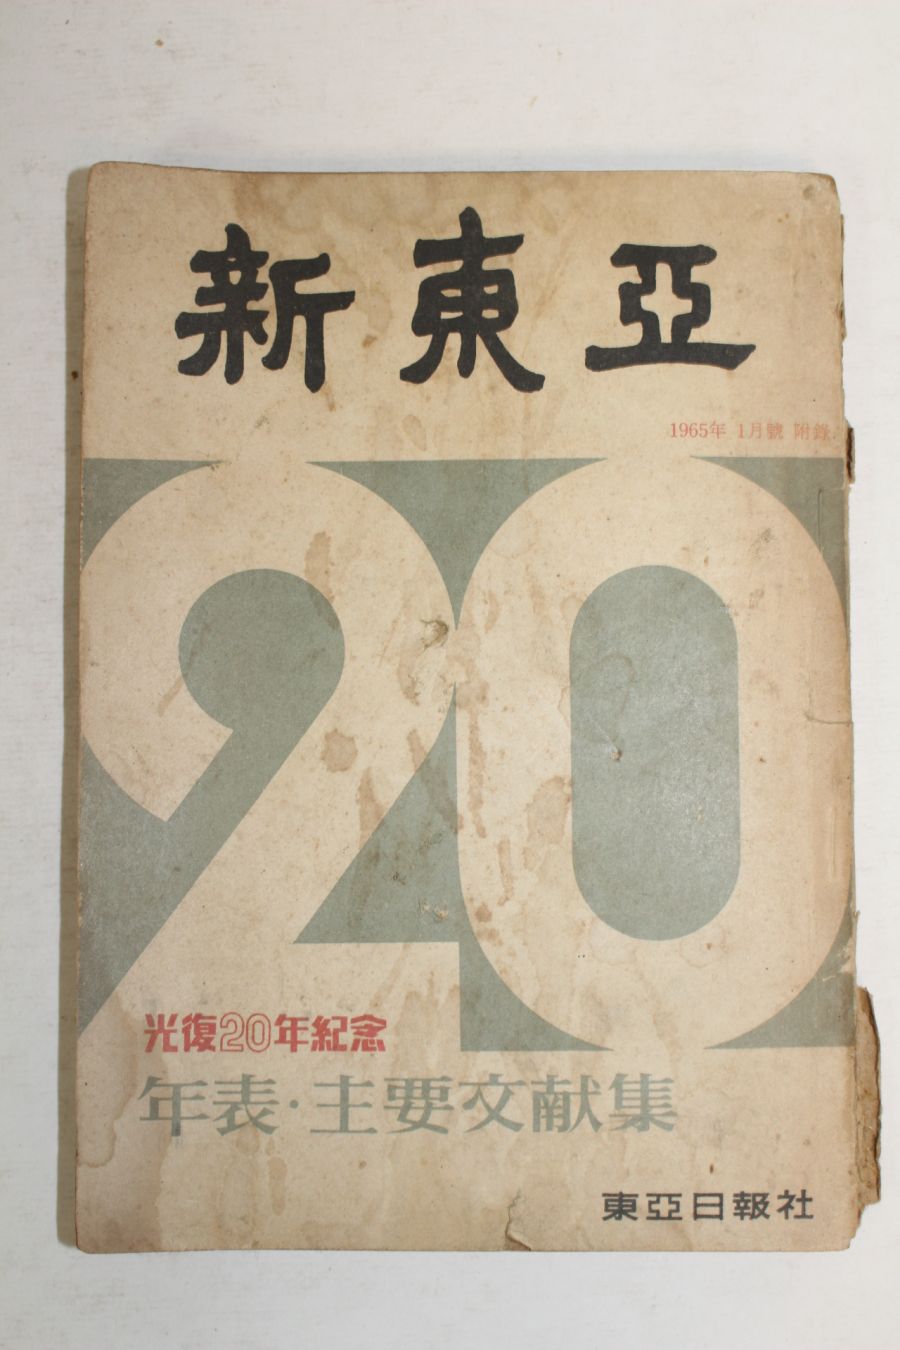 新東亞
1965年 1月號 附錄
20
光復20年紀念
年表·主要文献集
東亞日報社